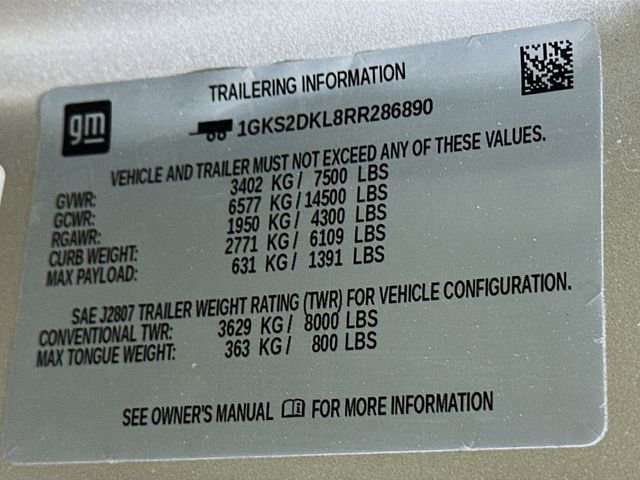 TRAILERING INFORMATION
gm
1GKS2DKL8RR286890
VEHICLE AND TRAILER MUST NOT EXCEED ANY OF THESE VALUES.
GVWR: 3402 KG/ 7500 LBS
GCWR: 6577 KG/14500 LBS
RGAWR: 1950 KG/ 4300 LBS
CURB WEIGHT: 2771 KG/ 6109 LBS
MAX PAYLOAD: 631 KG/ 1391 LBS
SAE J2807 TRAILER WEIGHT RATING (TWR) FOR VEHICLE CONFIGURATION.
CONVENTIONAL TWR: 3629 KG/ 8000 LBS
MAX TONGUE WEIGHT: 363 KG/ 800 LBS
SEE OWNER'S MANUAL FOR MORE INFORMATION